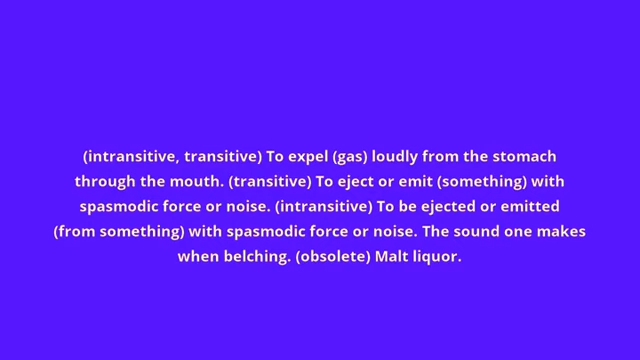 (intransitive, transitive) To expel (gas) loudly from the stomach
through the mouth. (transitive) To eject or emit (something) with
spasmodic force or noise. (intransitive) To be ejected or emitted
(from something) with spasmodic force or noise. The sound one makes
when belching. (obsolete) Malt liquor.